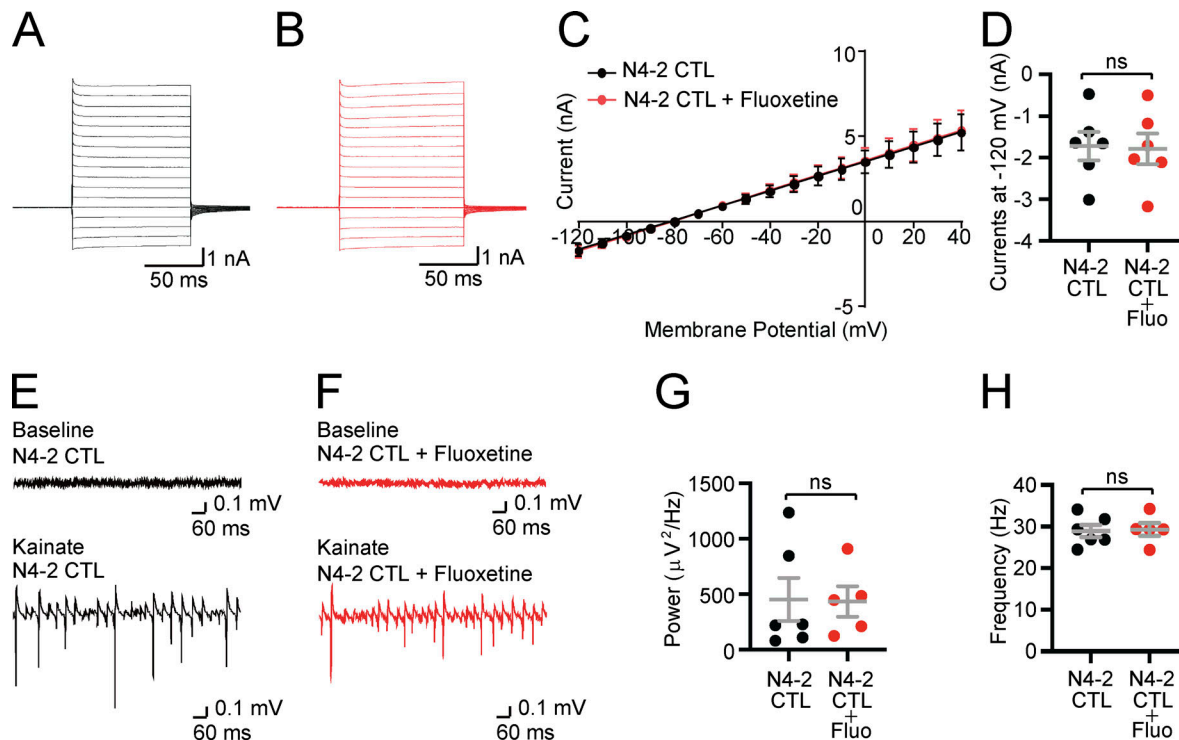 A
B
C
D
1 nA
50 ms
1 nA
50 ms
N4-2 CTL
N4-2 CTL + Fluoxetine
Current (nA)
10
5
0
-5
-120 -100 -80 -60 -40 -20 0 20 40
Membrane Potential (mV)
ns
Currents at -120 mV (nA)
0
-1
-2
-3
-4
N4-2
CTL
N4-2
CTL
+
Fluo
E
F
G
H
Baseline
N4-2 CTL
0.1 mV
60 ms
Kainate
N4-2 CTL
0.1 mV
60 ms
Baseline
N4-2 CTL + Fluoxetine
0.1 mV
60 ms
Kainate
N4-2 CTL + Fluoxetine
0.1 mV
60 ms
ns
Power (μV²/Hz)
1500
1000
500
0
N4-2
CTL
N4-2
CTL
+
Fluo
ns
Frequency (Hz)
40
30
20
10
0
N4-2
CTL
N4-2
CTL
+
Fluo